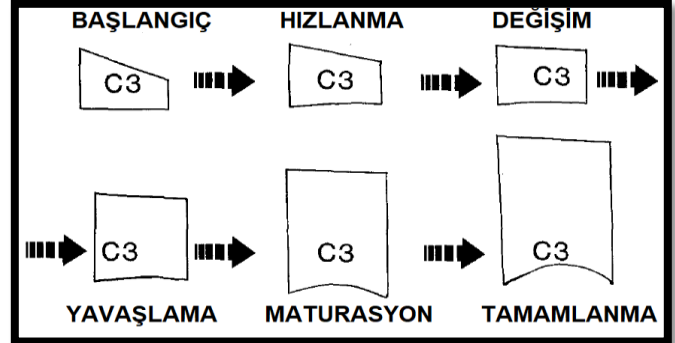 BAŞLANGIÇ HIZLANMA DEĞİŞİM
C3 C3 C3
C3 C3 C3
YAVAŞLAMA MATURASYON TAMAMLANMA